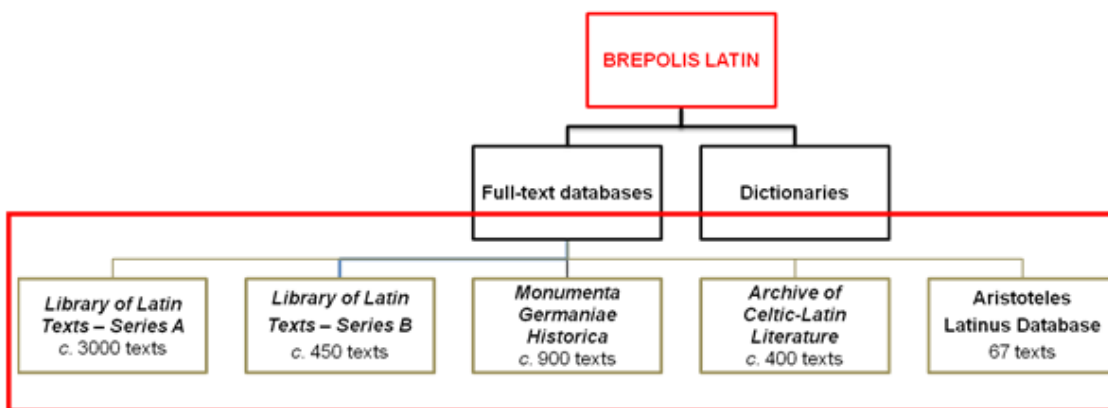 BREPOLIS LATIN
Full-text databases
Dictionaries
Library of Latin
Texts – Series A
c. 3000 texts
Library of Latin
Texts – Series B
c. 450 texts
Monumenta
Germaniae
Historica
c. 900 texts
Archive of
Celtic-Latin
Literature
c. 400 texts
Aristoteles
Latinus Database
67 texts